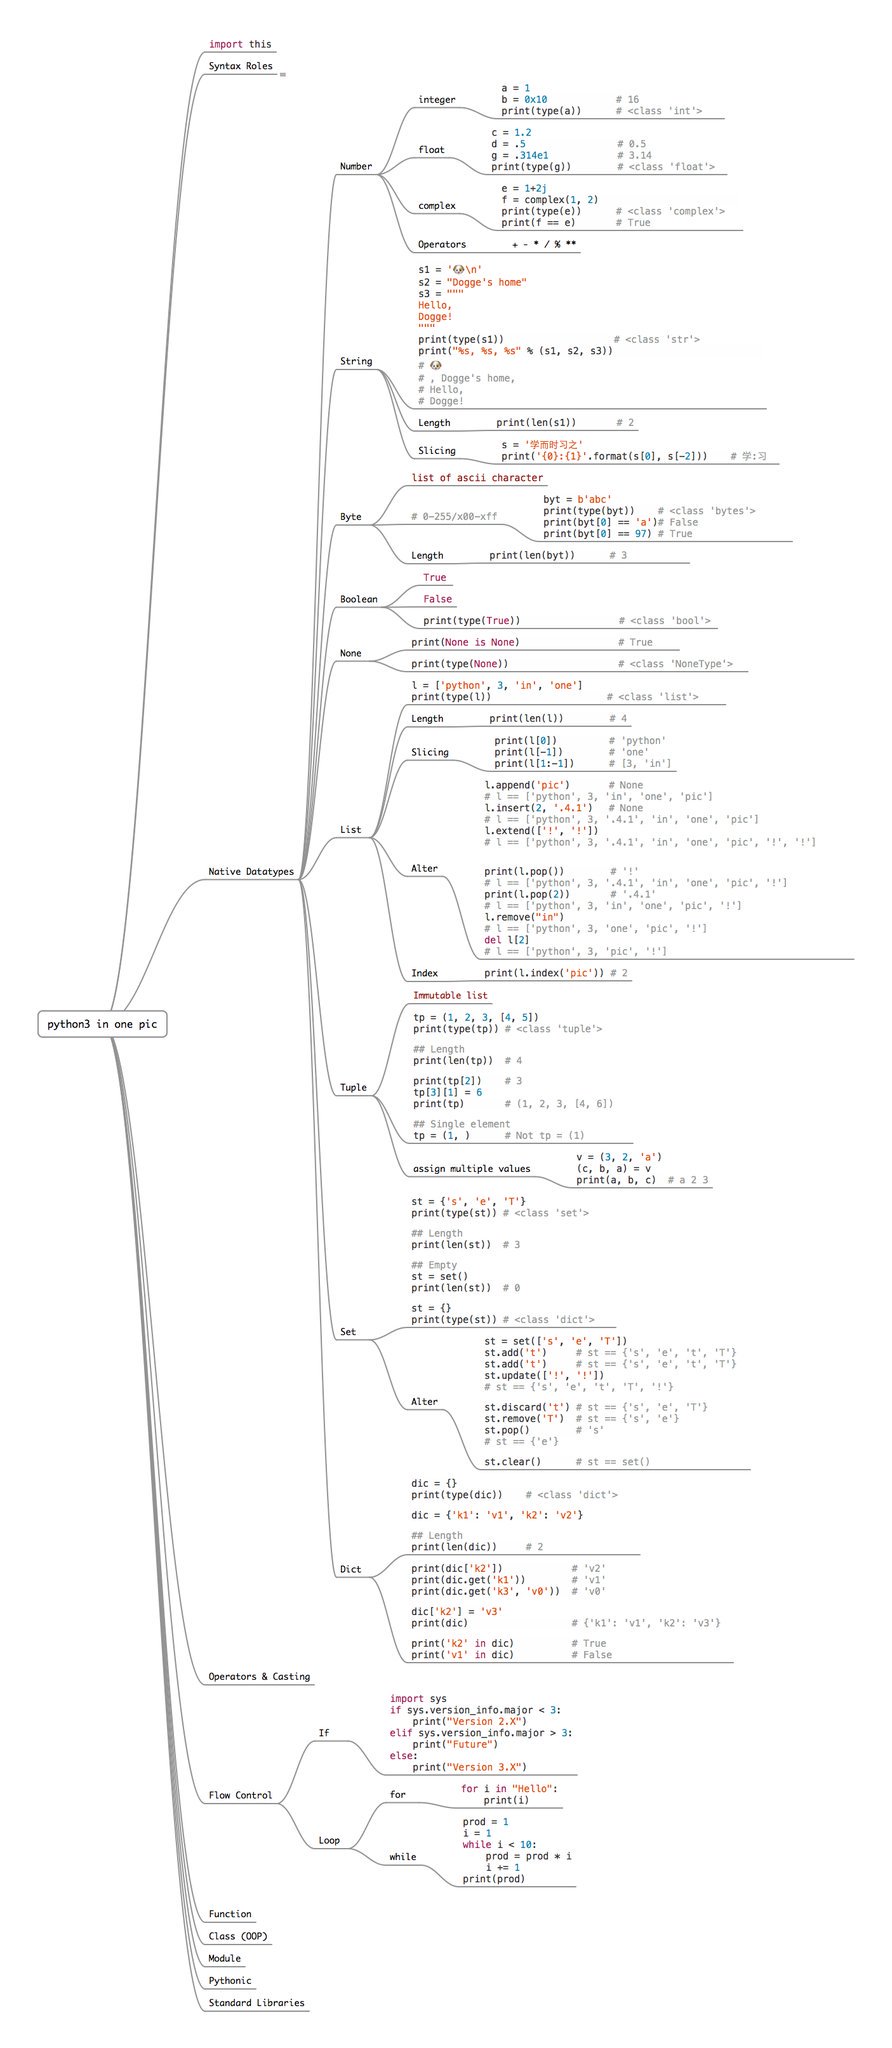 import this
Syntax Roles
=
python3 in one pic
Native Datatypes
Number
integer
a = 1
b = 0x10 # 16
print(type(a)) # <class 'int'>
float
c = 1.2
d = .5 # 0.5
g = .314e1 # 3.14
print(type(g)) # <class 'float'>
complex
e = 1+2j
f = complex(1, 2)
print(type(e)) # <class 'complex'>
print(f == e) # True
Operators + - * / % **
String
s1 = '🐶\n'
s2 = "Dogge's home"
s3 = """
Hello,
Dogge!
"""
print(type(s1)) # <class 'str'>
print("%s, %s, %s" % (s1, s2, s3))
# 🐶
# , Dogge's home,
# Hello,
# Dogge!
Length print(len(s1)) # 2
Slicing
s = '学而时习之'
print('{0}:{1}'.format(s[0], s[-2])) # 学:习
Byte
list of ascii character
# 0-255/x00-xff
byt = b'abc'
print(type(byt)) # <class 'bytes'>
print(byt[0] == 'a')# False
print(byt[0] == 97) # True
Length print(len(byt)) # 3
Boolean
True
False
print(type(True)) # <class 'bool'>
None
print(None is None) # True
print(type(None)) # <class 'NoneType'>
List
l = ['python', 3, 'in', 'one']
print(type(l)) # <class 'list'>
Length print(len(l)) # 4
Slicing
print(l[0]) # 'python'
print(l[-1]) # 'one'
print(l[1:-1]) # [3, 'in']
Alter
l.append('pic') # None
# l == ['python', 3, 'in', 'one', 'pic']
l.insert(2, '.4.1') # None
# l == ['python', 3, '.4.1', 'in', 'one', 'pic']
l.extend(['!', '!'])
# l == ['python', 3, '.4.1', 'in', 'one', 'pic', '!', '!']
print(l.pop()) # '!'
# l == ['python', 3, '.4.1', 'in', 'one', 'pic', '!']
print(l.pop(2)) # '.4.1'
# l == ['python', 3, 'in', 'one', 'pic', '!']
l.remove("in")
# l == ['python', 3, 'one', 'pic', '!']
del l[2]
# l == ['python', 3, 'pic', '!']
Index print(l.index('pic')) # 2
Tuple
Immutable list
tp = (1, 2, 3, [4, 5])
print(type(tp)) # <class 'tuple'>
## Length
print(len(tp)) # 4
print(tp[2]) # 3
tp[3][1] = 6
print(tp) # (1, 2, 3, [4, 6])
## Single element
tp = (1, ) # Not tp = (1)
assign multiple values
v = (3, 2, 'a')
(c, b, a) = v
print(a, b, c) # a 2 3
Set
st = {'s', 'e', 'T'}
print(type(st)) # <class 'set'>
## Length
print(len(st)) # 3
## Empty
st = set()
print(len(st)) # 0
st = {}
print(type(st)) # <class 'dict'>
Alter
st = set(['s', 'e', 'T'])
st.add('t') # st == {'s', 'e', 't', 'T'}
st.add('t') # st == {'s', 'e', 't', 'T'}
st.update(['!', '!'])
# st == {'s', 'e', 't', 'T', '!'}
st.discard('t') # st == {'s', 'e', 'T'}
st.remove('T') # st == {'s', 'e'}
st.pop() # 's'
# st == {'e'}
st.clear() # st == set()
Dict
dic = {}
print(type(dic)) # <class 'dict'>
dic = {'k1': 'v1', 'k2': 'v2'}
## Length
print(len(dic)) # 2
print(dic['k2']) # 'v2'
print(dic.get('k1')) # 'v1'
print(dic.get('k3', 'v0')) # 'v0'
dic['k2'] = 'v3'
print(dic) # {'k1': 'v1', 'k2': 'v3'}
print('k2' in dic) # True
print('v1' in dic) # False
Operators & Casting
Flow Control
If
import sys
if sys.version_info.major < 3:
print("Version 2.X")
elif sys.version_info.major > 3:
print("Future")
else:
print("Version 3.X")
Loop
for
for i in "Hello":
print(i)
while
prod = 1
i = 1
while i < 10:
prod = prod * i
i += 1
print(prod)
Function
Class (OOP)
Module
Pythonic
Standard Libraries